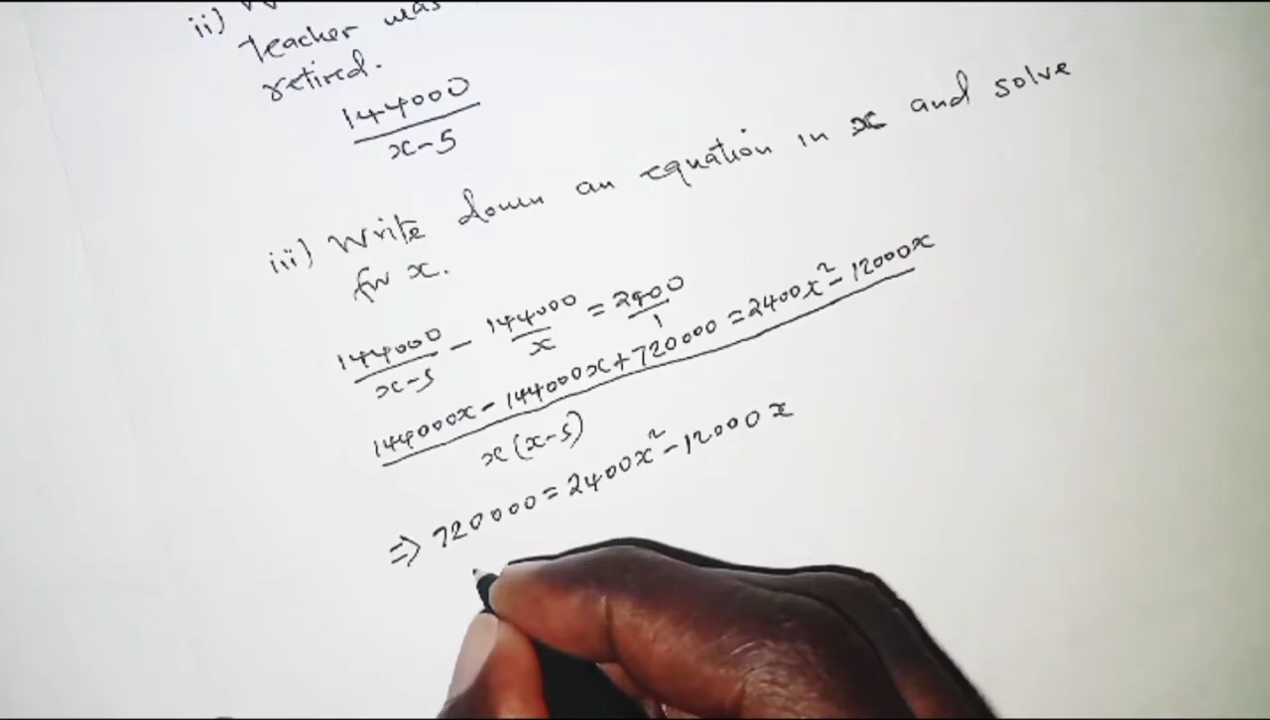 ii)
teacher was
retired.
144000
x-5
iii) Write down an equation in x and solve
for x.
144000/x-5 - 144000/x = 2400/1
144000x - 144000x + 720000 = 2400x² - 12000x
x(x-5)
⇒ 720000 = 2400x² - 12000x